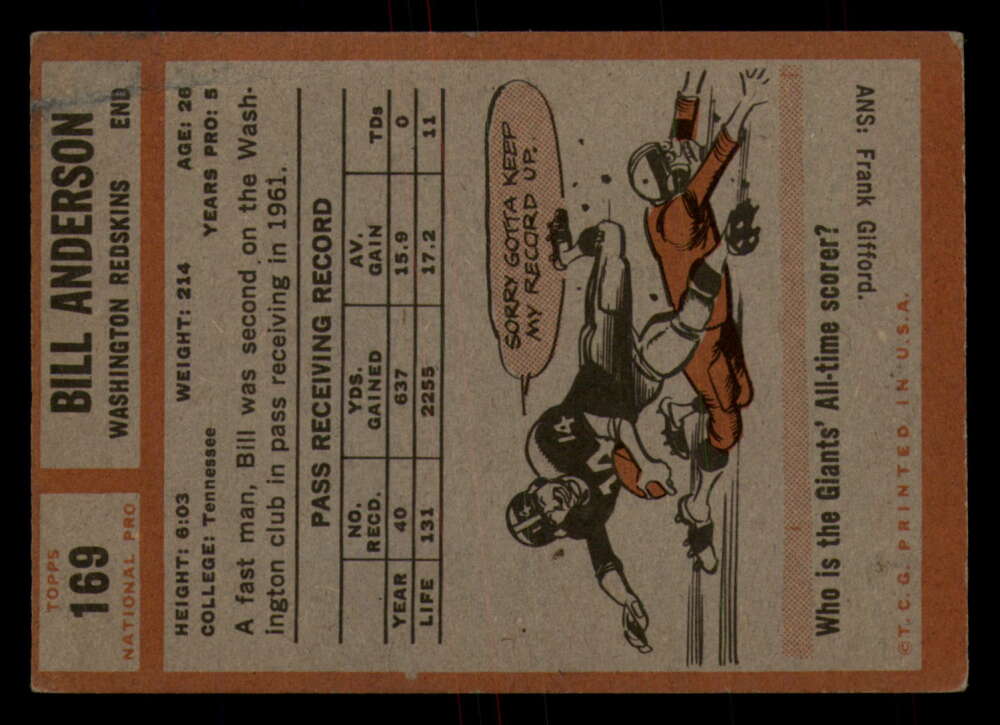 TOPPS
169
NATIONAL PRO
BILL ANDERSON
WASHINGTON REDSKINS END
HEIGHT: 6:03 WEIGHT: 214 AGE: 26
COLLEGE: Tennessee YEARS PRO: 5
A fast man, Bill was second on the Wash-
ington club in pass receiving in 1961.
PASS RECEIVING RECORD
NO. YDS. AV.
RECD. GAINED GAIN TDs
YEAR 40 637 15.9 0
LIFE 131 2255 17.2 11
SORRY GOTTA KEEP
MY RECORD UP.
14
Who is the Giants' All-time scorer?
ANS: Frank Gifford.
©T. C. G. PRINTED IN U.S.A.